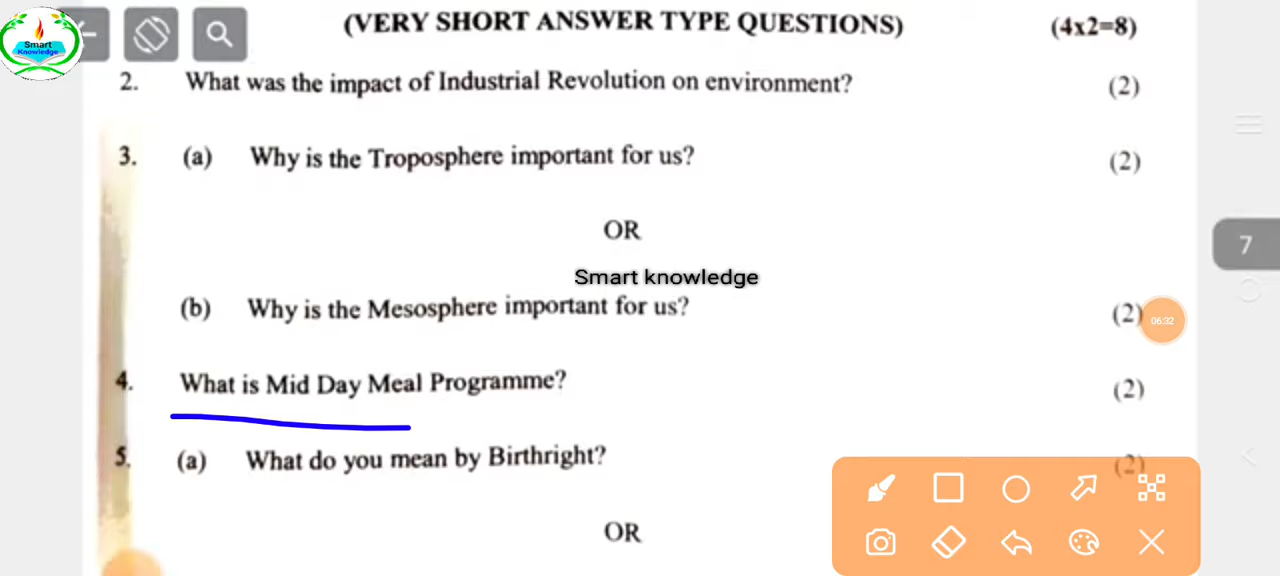 (VERY SHORT ANSWER TYPE QUESTIONS) (4x2=8)
Smart
Knowledge
2. What was the impact of Industrial Revolution on environment? (2)
3. (a) Why is the Troposphere important for us? (2)
OR
7
Smart knowledge
(b) Why is the Mesosphere important for us? (2)
06:32
4. What is Mid Day Meal Programme? (2)
5. (a) What do you mean by Birthright? (2)
OR